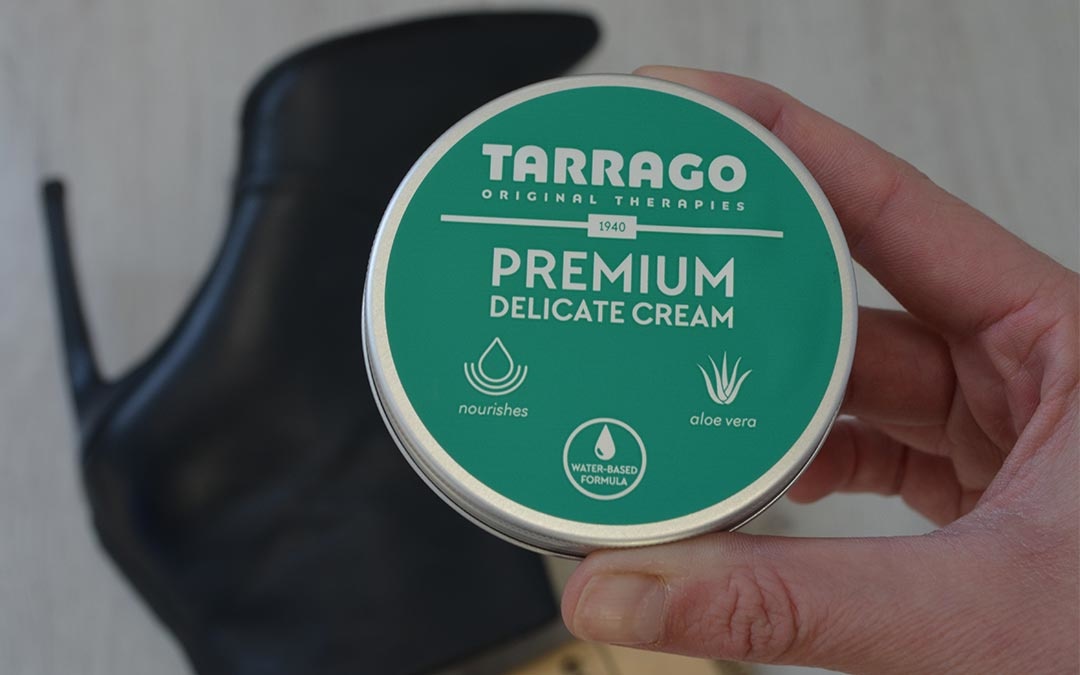 TARRAGO
ORIGINAL THERAPIES
1940
PREMIUM
DELICATE CREAM
nourishes
aloe vera
WATER-BASED
FORMULA